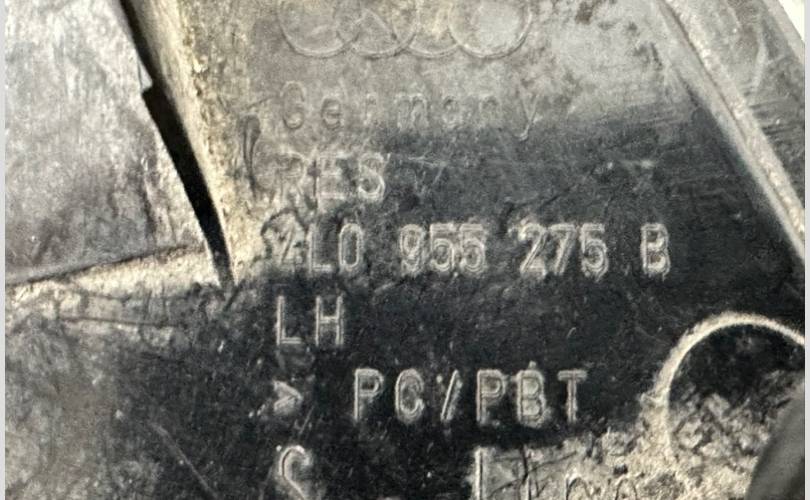 Germany
RES
4L0 955 275 B
LH
> PC/PBT